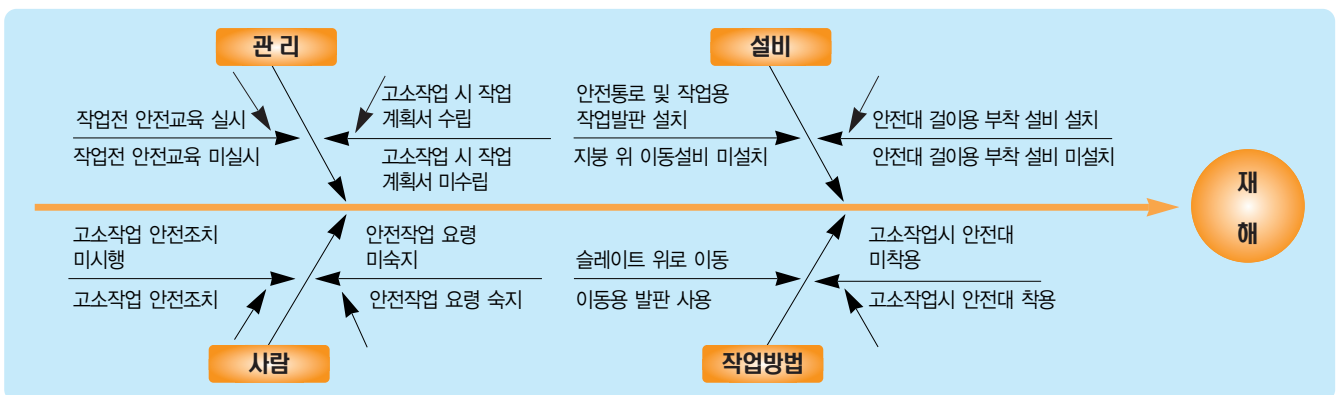 관 리
설비
작업전 안전교육 실시
작업전 안전교육 미실시
고소작업 시 작업
계획서 수립
고소작업 시 작업
계획서 미수립
안전통로 및 작업용
작업발판 설치
지붕 위 이동설비 미설치
안전대 걸이용 부착 설비 설치
안전대 걸이용 부착 설비 미설치
재
해
고소작업 안전조치
미시행
고소작업 안전조치
안전작업 요령
미숙지
안전작업 요령 숙지
슬레이트 위로 이동
이동용 발판 사용
고소작업시 안전대
미착용
고소작업시 안전대 착용
사람
작업방법